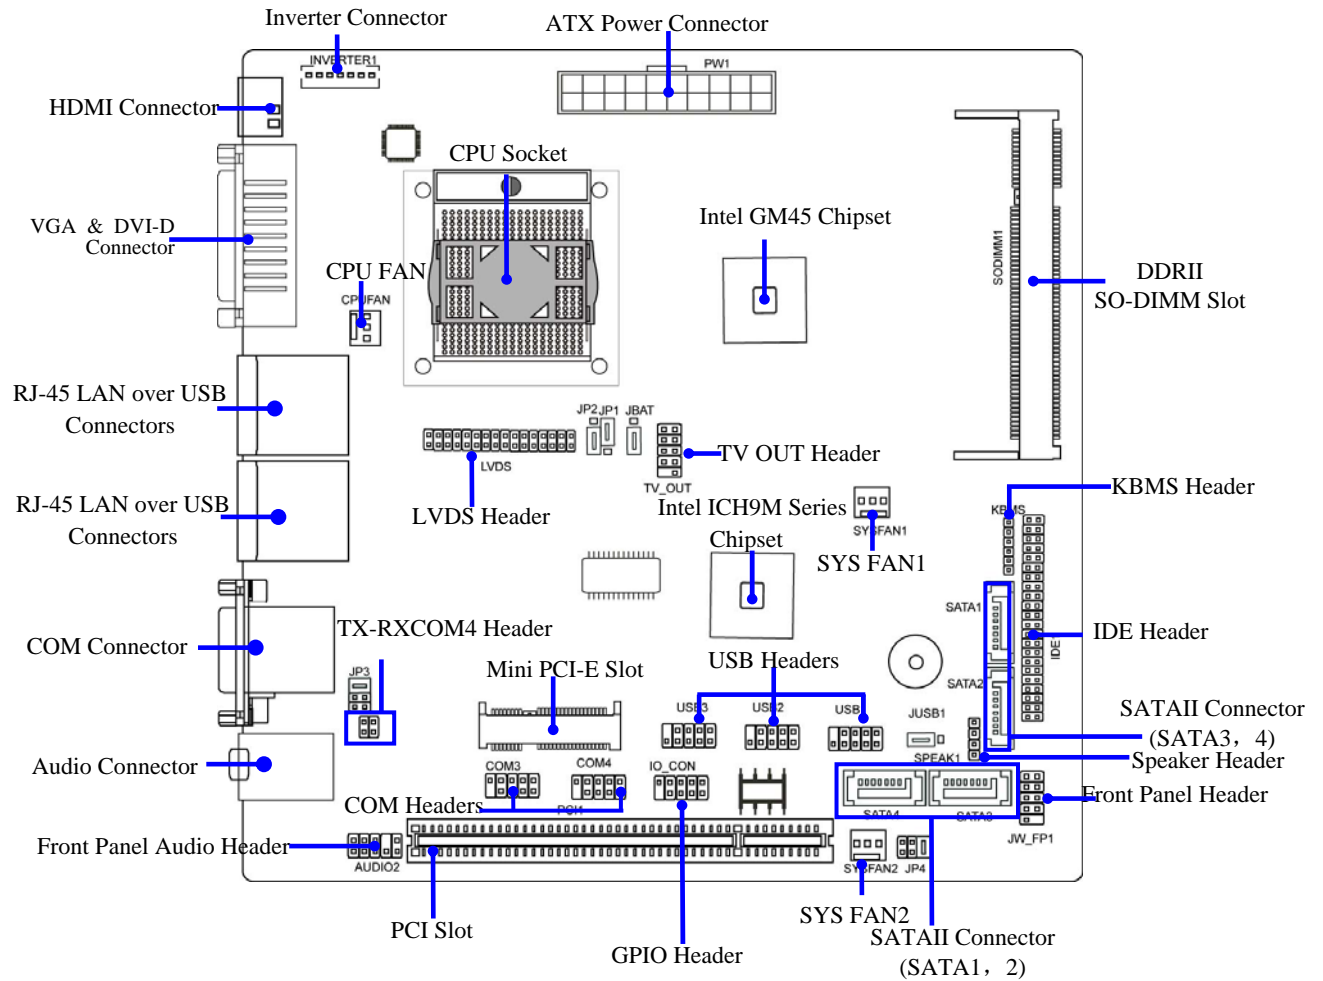 Inverter Connector
ATX Power Connector
INVERTER1
PW1
HDMI Connector
CPU Socket
VGA & DVI-D
Connector
Intel GM45 Chipset
SODIMM1
DDRII
SO-DIMM Slot
CPU FAN
CPUFAN
RJ-45 LAN over USB
Connectors
JP2
JP1
JBAT
LVDS
TV OUT Header
TV_OUT
KBMS Header
RJ-45 LAN over USB
Connectors
LVDS Header
Intel ICH9M Series
Chipset
KBMS
SYSFAN1
SYS FAN1
SATA1
COM Connector
TX-RXCOM4 Header
IDE Header
IDE
JP3
Mini PCI-E Slot
USB Headers
SATA2
USB3
USB2
USB
JUSB1
SATAII Connector
(SATA3, 4)
SPEAK1
Speaker Header
Audio Connector
COM3
COM4
IO_CON
COM Headers
PCI1
SATA4
SATA3
Front Panel Header
JW_FP1
Front Panel Audio Header
AUDIO2
SYSFAN2
JP4
PCI Slot
GPIO Header
SYS FAN2
SATAII Connector
(SATA1, 2)